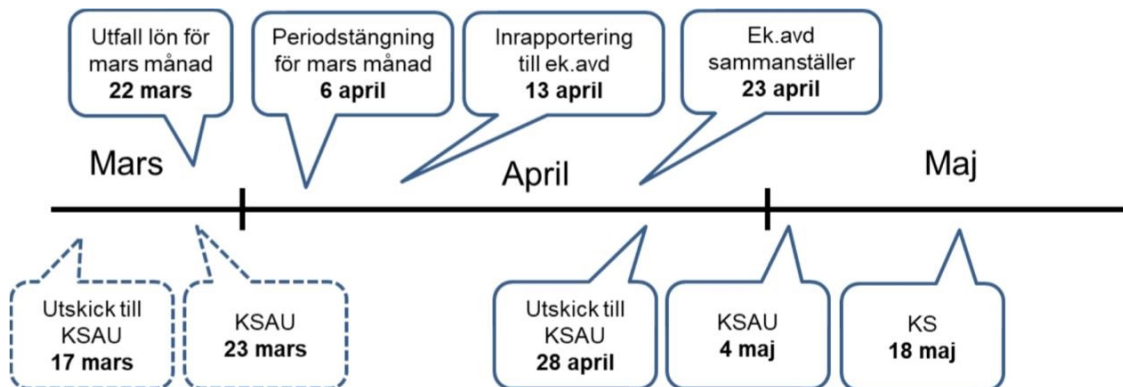 Utfall lön för
mars månad
22 mars
Periodstängning
för mars månad
6 april
Inrapportering
till ek.avd
13 april
Ek.avd
sammanställer
23 april
Mars
April
Maj
Utskick till
KSAU
17 mars
KSAU
23 mars
Utskick till
KSAU
28 april
KSAU
4 maj
KS
18 maj